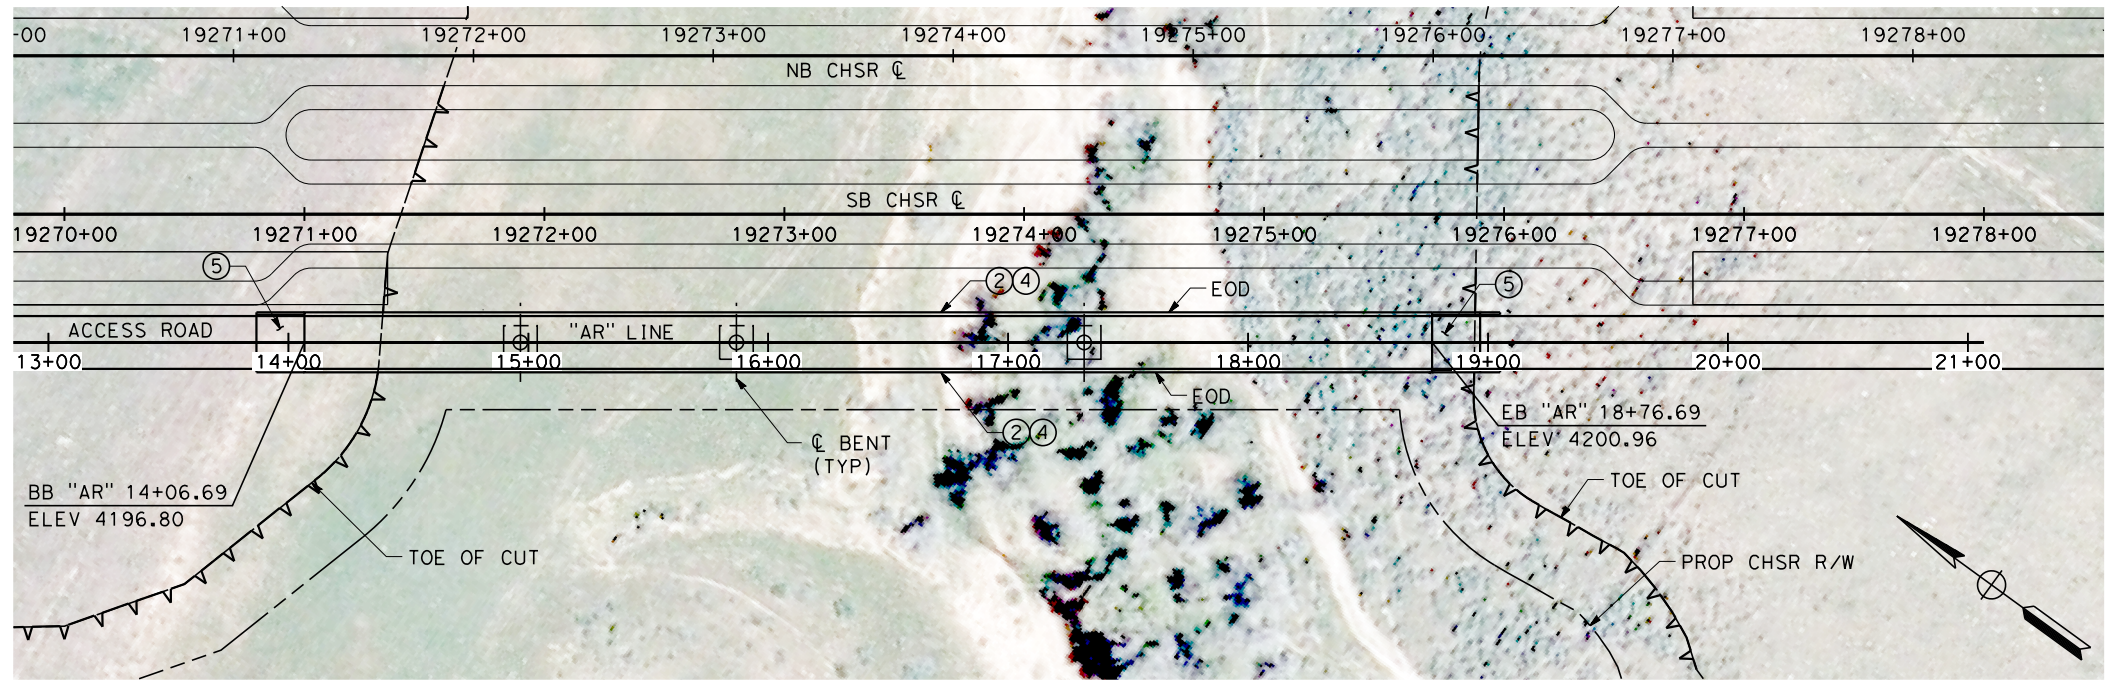 -00 19271+00 19272+00 19273+00 19274+00 19275+00 19276+00 19277+00 19278+00
NB CHSR ℄
SB CHSR ℄
19270+00 19271+00 19272+00 19273+00 19274+00 19275+00 19276+00 19277+00 19278+00
5
2 4
EOD
5
ACCESS ROAD
"AR" LINE
13+00 14+00 15+00 16+00 17+00 18+00 19+00 20+00 21+00
EOD
2 4
℄ BENT
(TYP)
EB "AR" 18+76.69
ELEV 4200.96
BB "AR" 14+06.69
ELEV 4196.80
TOE OF CUT
TOE OF CUT
PROP CHSR R/W